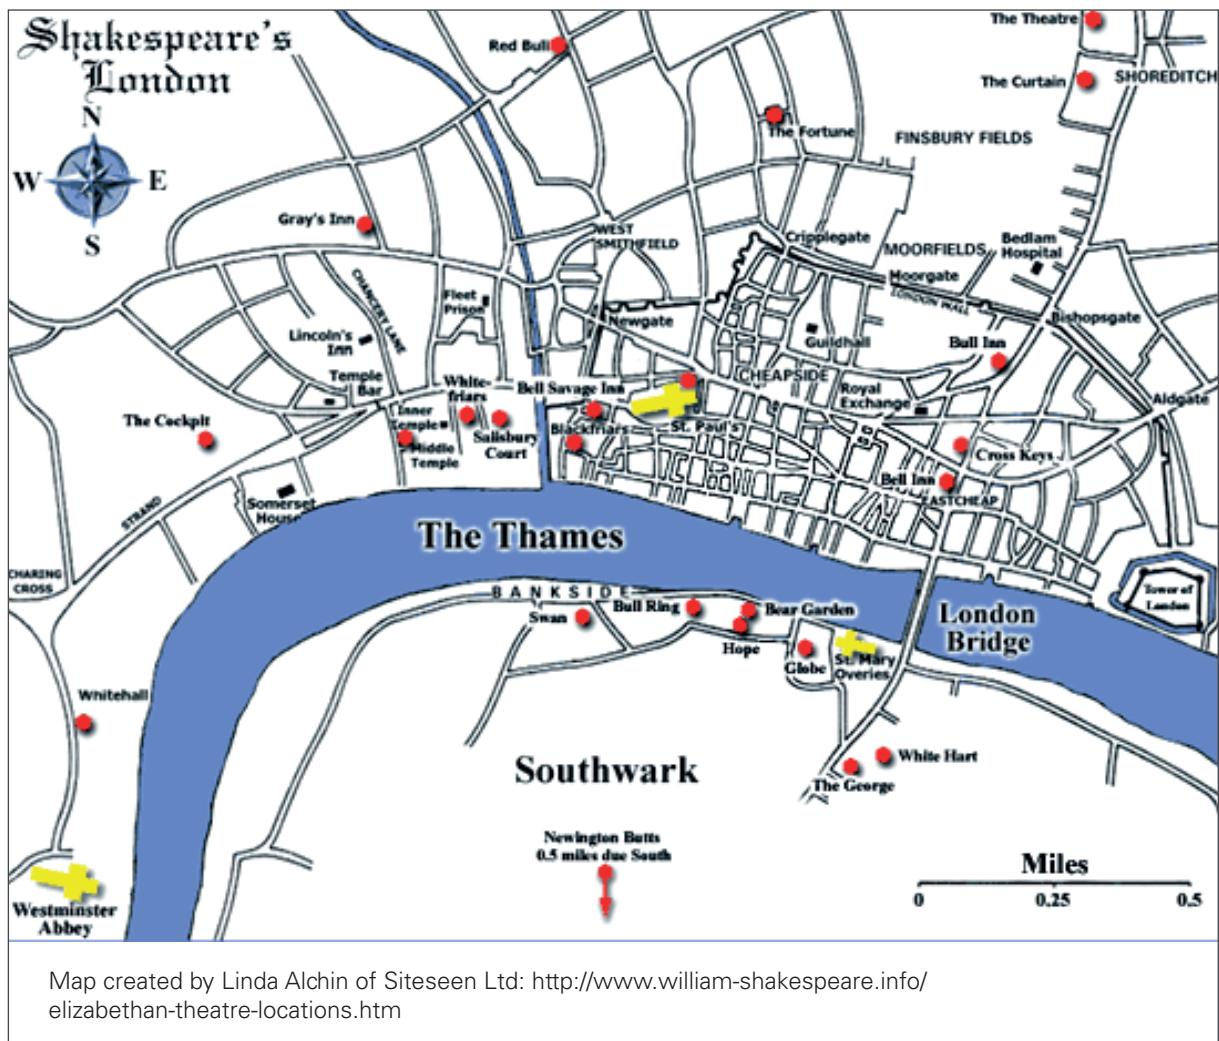 Shakespeare's
London
N
W
E
S
The Theatre
Red Bull
The Curtain
SHOREDITCH
The Fortune
FINSBURY FIELDS
Gray's Inn
WEST
SMITHFIELD
Cripplegate
MOORFIELDS
Bedlam
Hospital
Moorgate
LONDON WALL
CHANCERY LANE
Fleet
Prison
Newgate
Bishopsgate
Guildhall
Bull Inn
Lincoln's
Inn
Temple
Bar
White-
friars
Bell Savage Inn
CHEAPSIDE
Royal
Exchange
Aldgate
The Cockpit
Inner
Temple
Middle
Temple
Salisbury
Court
Blackfriars
St. Paul's
Cross Keys
Bell Inn
EASTCHEAP
Somerset
House
STRAND
The Thames
CHARING
CROSS
BANKSIDE
Tower of
London
London
Bridge
Swan
Bull Ring
Bear Garden
Hope
Globe
St. Mary
Overies
Whitehall
Southwark
White Hart
The George
Newington Butts
0.5 miles due South
Miles
0
0.25
0.5
Westminster
Abbey
Map created by Linda Alchin of Siteseen Ltd: http://www.william-shakespeare.info/
elizabethan-theatre-locations.htm